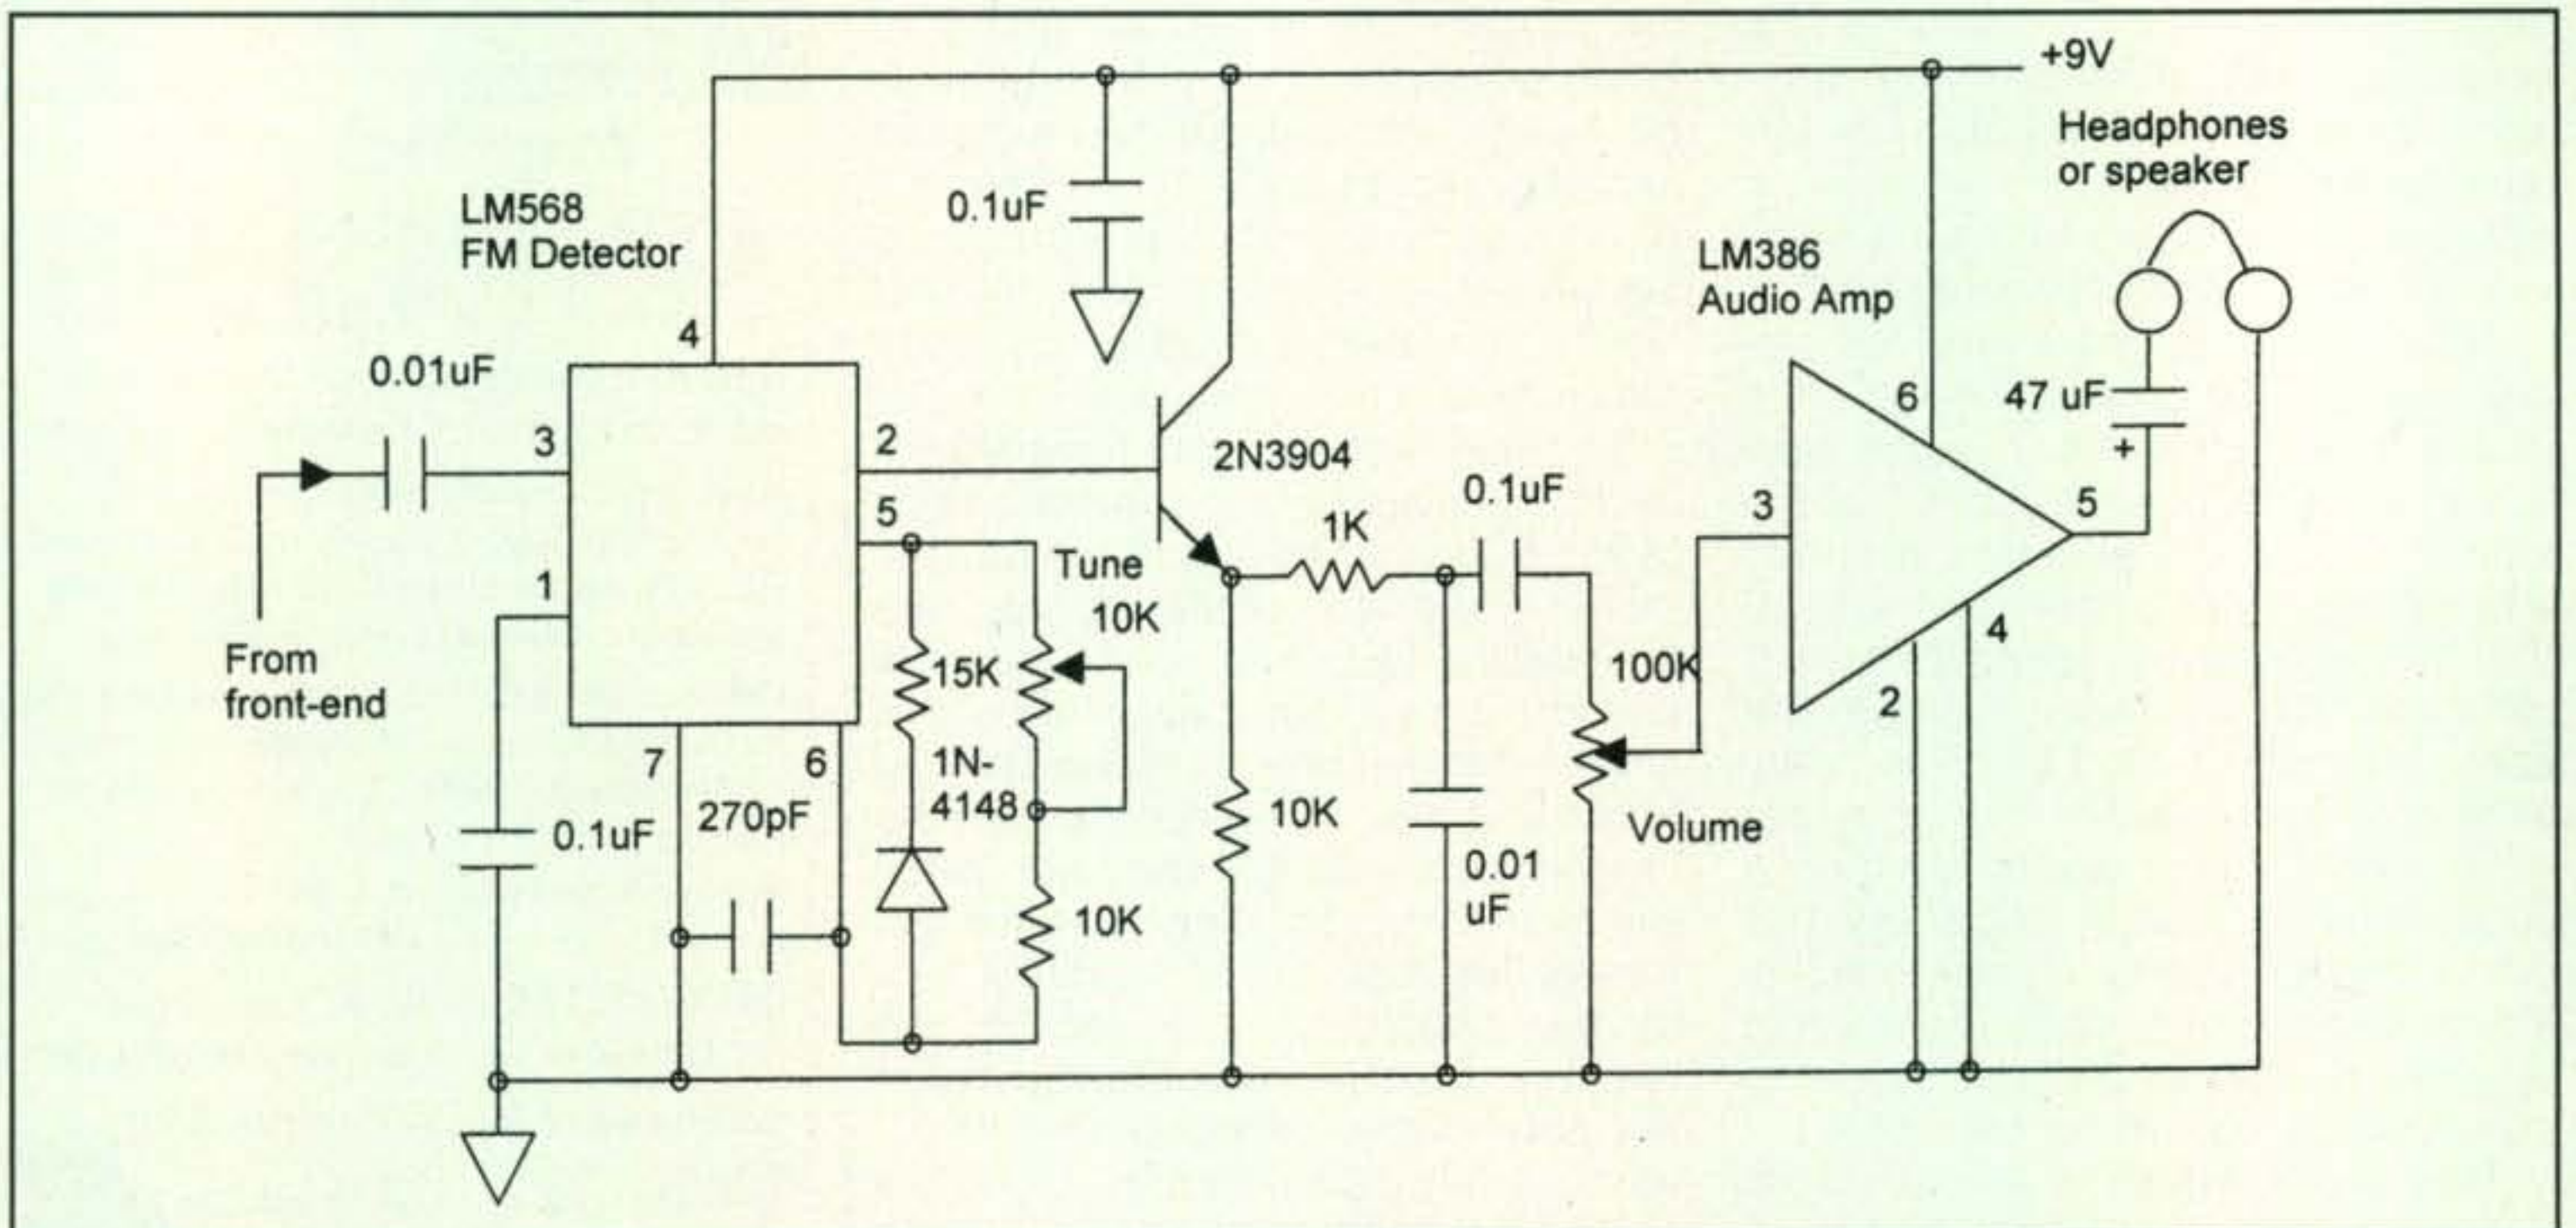 +9V
Headphones
or speaker
LM568
FM Detector
0.1uF
LM386
Audio Amp
4
0.01uF
3
2
5
1
From
front-end
7
6
0.1uF
270pF
15K
1N-
4148
Tune
10K
10K
2N3904
1K
0.1uF
10K
0.01
uF
100K
Volume
3
6
2
4
5
47 uF
+